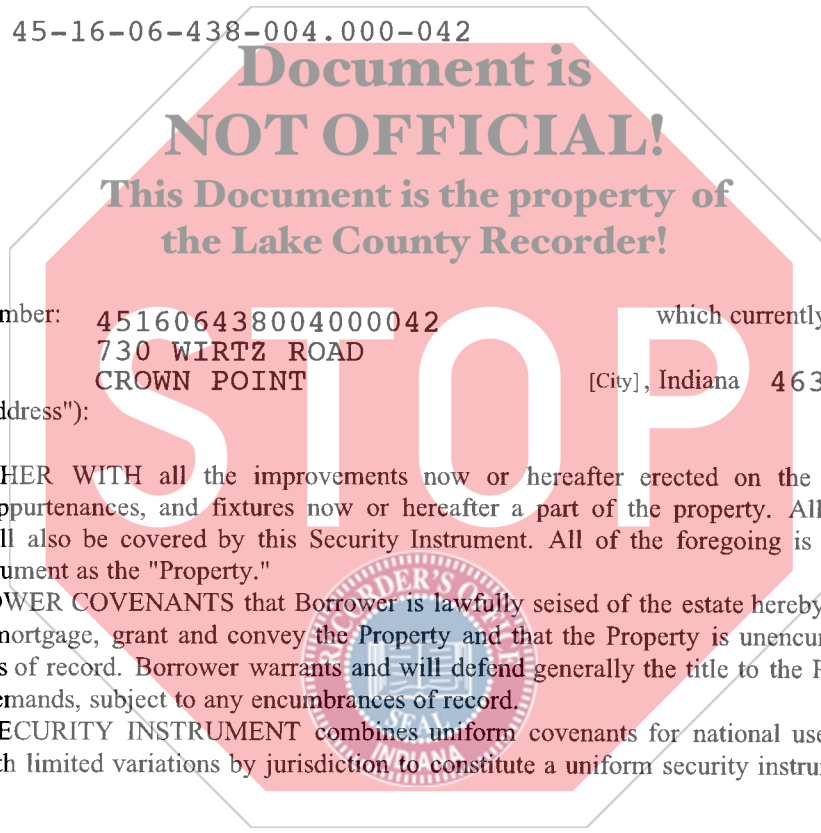 45-16-06-438-004.000-042
Document is
NOT OFFICIAL!
This Document is the property of
the Lake County Recorder!
STOP
mber: 451606438004000042 which currently
730 WIRTZ ROAD
CROWN POINT [City], Indiana 463
ddress"):
HER WITH all the improvements now or hereafter erected on the
ppurtenances, and fixtures now or hereafter a part of the property. All
ll also be covered by this Security Instrument. All of the foregoing is
ument as the "Property."
OWER COVENANTS that Borrower is lawfully seised of the estate hereby
mortgage, grant and convey the Property and that the Property is unencum
s of record. Borrower warrants and will defend generally the title to the P
emands, subject to any encumbrances of record.
ECURITY INSTRUMENT combines uniform covenants for national use
th limited variations by jurisdiction to constitute a uniform security instru
RECORDER'S OFFICE
SEAL
INDIANA